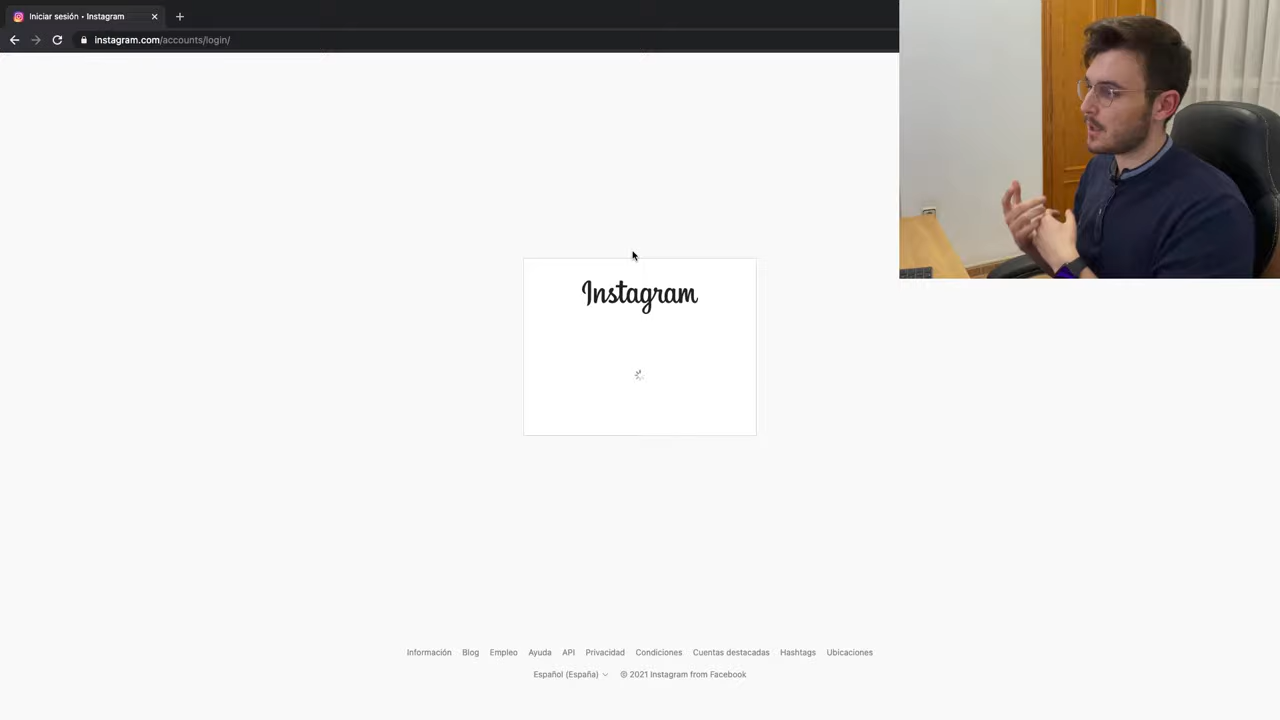 Iniciar sesión • Instagram
instagram.com/accounts/login/
Instagram
Información Blog Empleo Ayuda API Privacidad Condiciones Cuentas destacadas Hashtags Ubicaciones
Español (España) © 2021 Instagram from Facebook